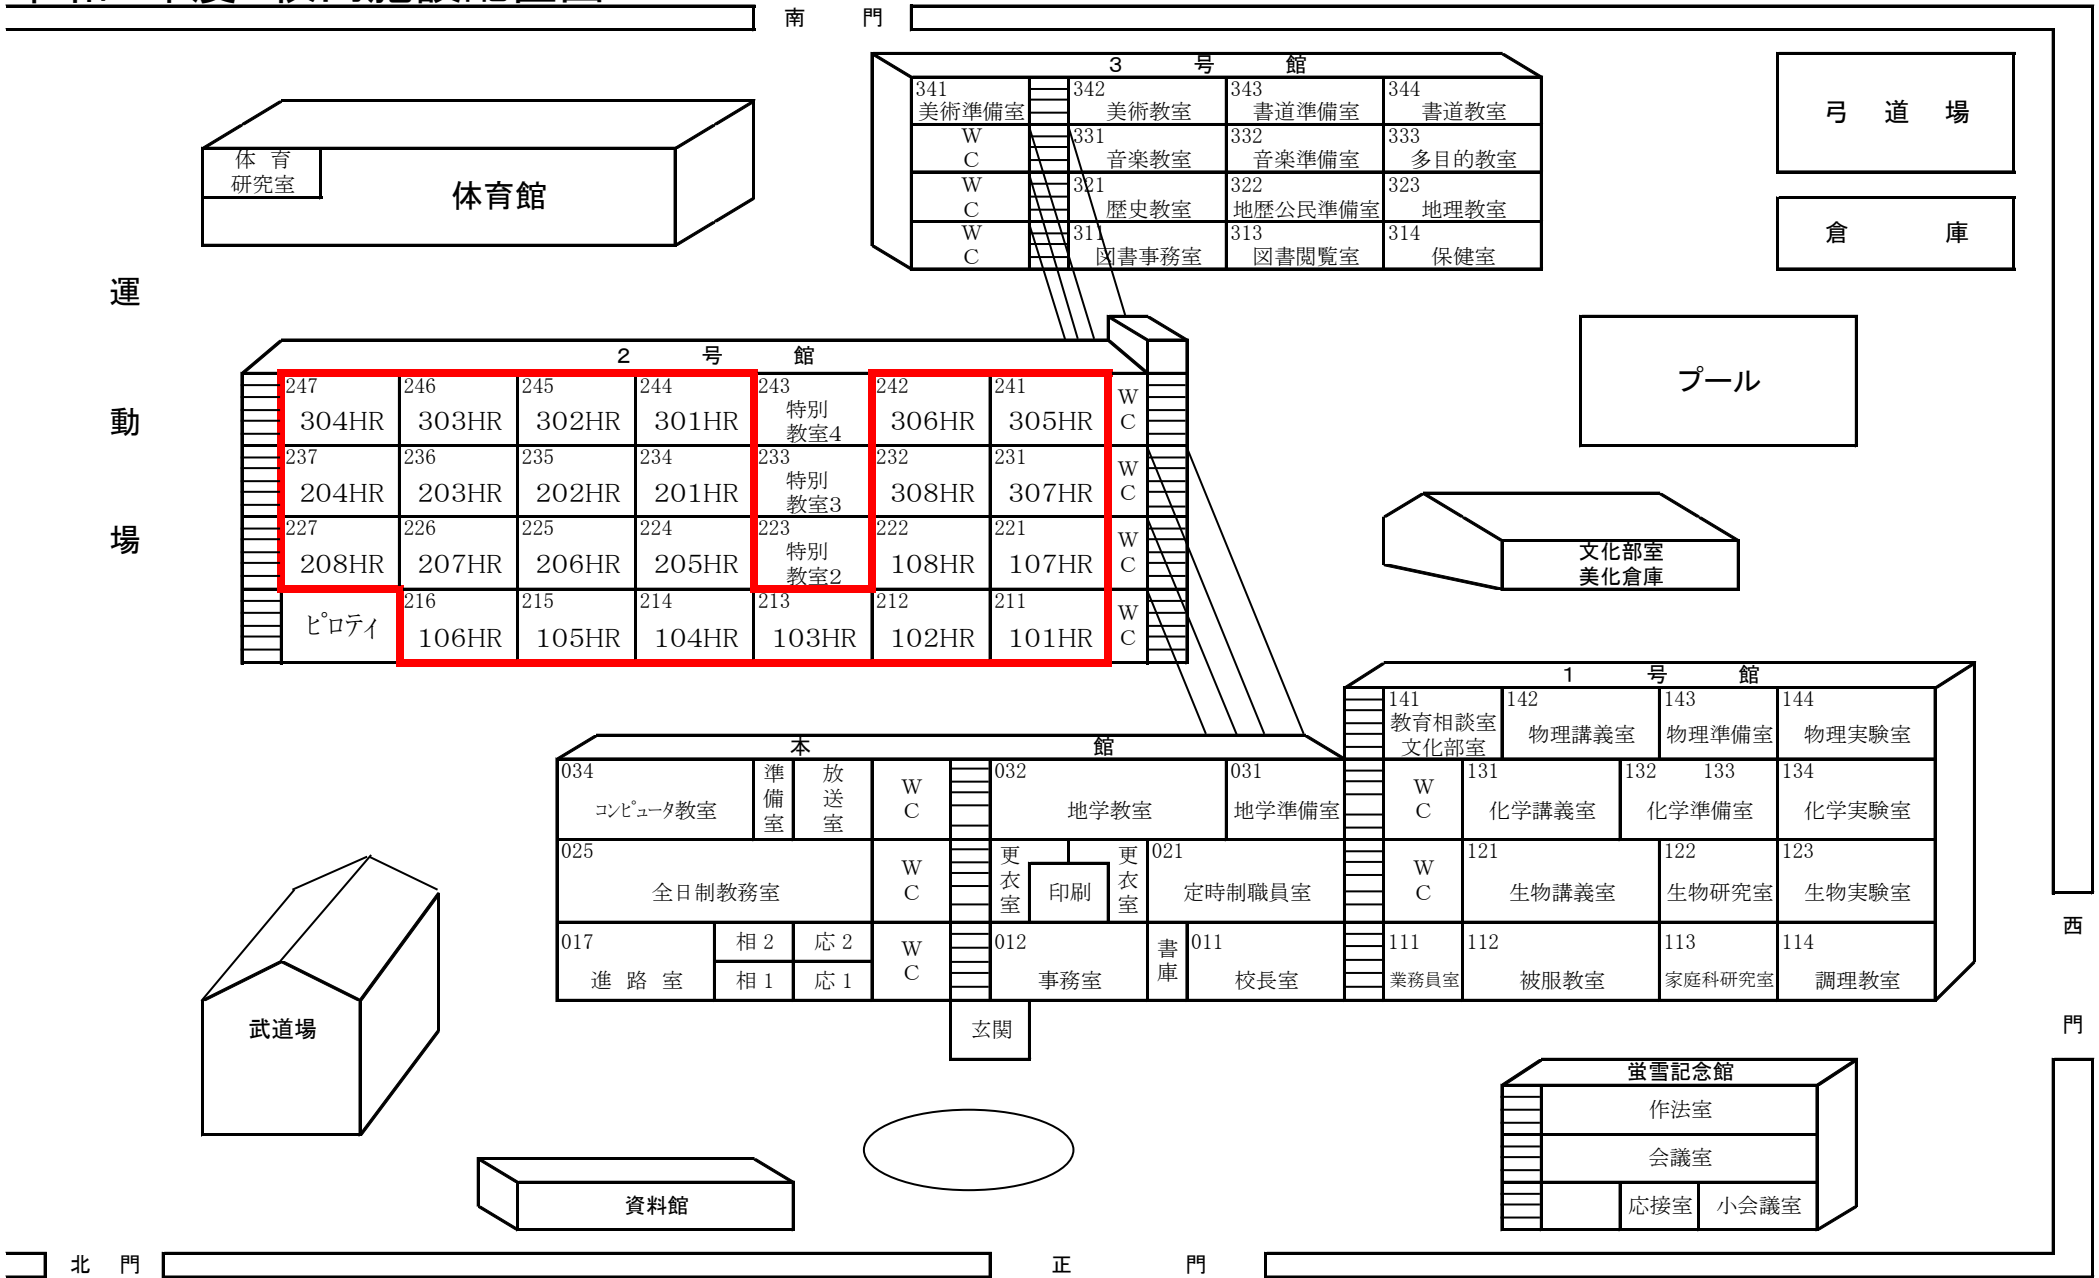 南 門
3 号 館
341 342 343 344
美術準備室 美術教室 書道準備室 書道教室
W C 331 332 333
音楽教室 音楽準備室 多目的教室
W C 321 322 323
歴史教室 地歴公民準備室 地理教室
W C 311 313 314
図書事務室 図書閲覧室 保健室
弓 道 場
倉 庫
体 育
研究室
体育館
運
動
場
プール
2 号 館
247 246 245 244 243 242 241
304HR 303HR 302HR 301HR 特別教室4 306HR 305HR W C
237 236 235 234 233 232 231
204HR 203HR 202HR 201HR 特別教室3 308HR 307HR W C
227 226 225 224 223 222 221
208HR 207HR 206HR 205HR 特別教室2 108HR 107HR W C
216 215 214 213 212 211
ピロティ 106HR 105HR 104HR 103HR 102HR 101HR W C
文化部室
美化倉庫
1 号 館
141 142 143 144
教育相談室
文化部室 物理講義室 物理準備室 物理実験室
131 132 133 134
W C 化学講義室 化学準備室 化学実験室
121 122 123
W C 生物講義室 生物研究室 生物実験室
111 112 113 114
業務員室 被服教室 家庭科研究室 調理教室
本 館
034 032 031
コンピュータ教室 準備室 放送室 W C 地学教室 地学準備室
025 021
全日制教務室 W C 更衣室 印刷 更衣室 定時制職員室
017 相 2 応 2 012 011
進 路 室 相 1 応 1 W C 事務室 書庫 校長室
玄関
武道場
西
門
蛍雪記念館
作法室
会議室
応接室 小会議室
資料館
北 門
正 門